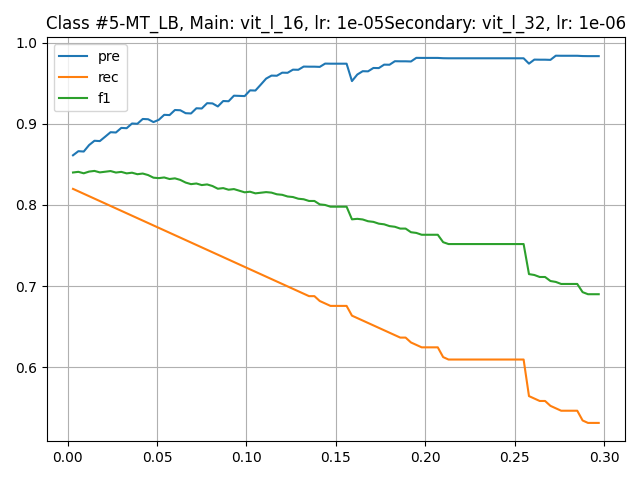 Class #5-MT_LB, Main: vit_l_16, lr: 1e-05Secondary: vit_l_32, lr: 1e-06
pre
rec
f1
1.0
0.9
0.8
0.7
0.6
0.00 0.05 0.10 0.15 0.20 0.25 0.30